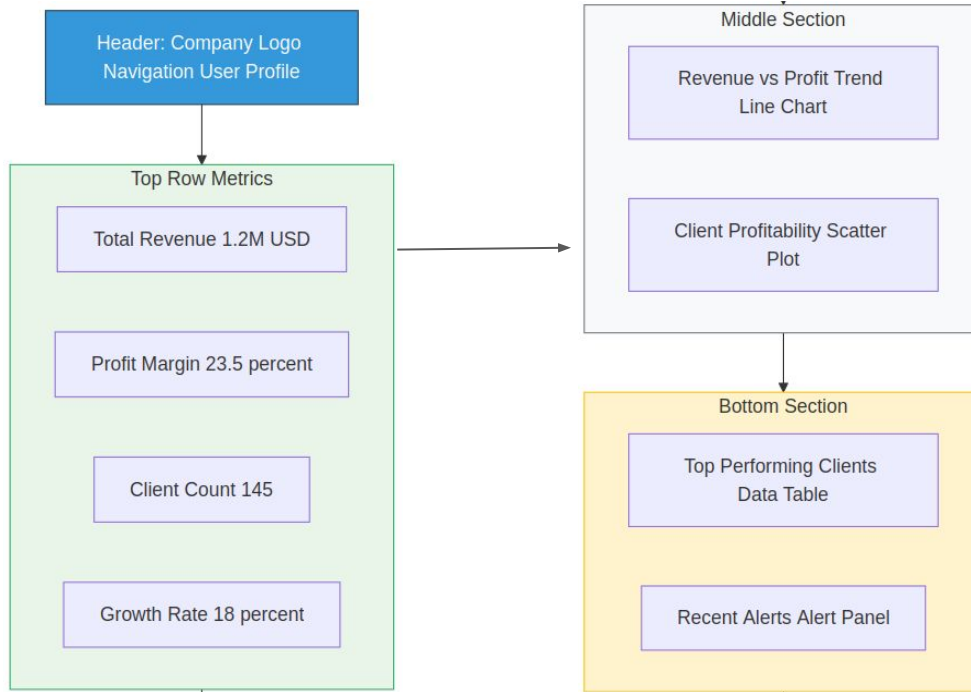 Header: Company Logo
Navigation User Profile
Top Row Metrics
Total Revenue 1.2M USD
Profit Margin 23.5 percent
Client Count 145
Growth Rate 18 percent
Middle Section
Revenue vs Profit Trend
Line Chart
Client Profitability Scatter
Plot
Bottom Section
Top Performing Clients
Data Table
Recent Alerts Alert Panel